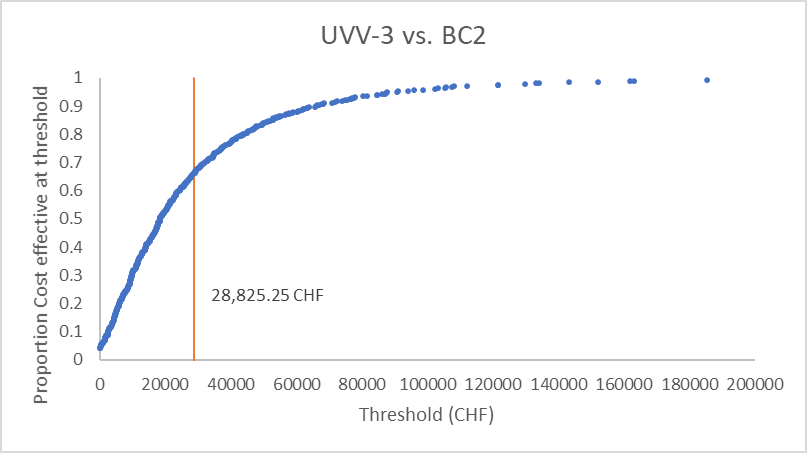 UVV-3 vs. BC2
Proportion Cost effective at threshold
1
0.9
0.8
0.7
0.6
0.5
0.4
0.3
0.2
0.1
0
28,825.25 CHF
0 20000 40000 60000 80000 100000 120000 140000 160000 180000 200000
Threshold (CHF)